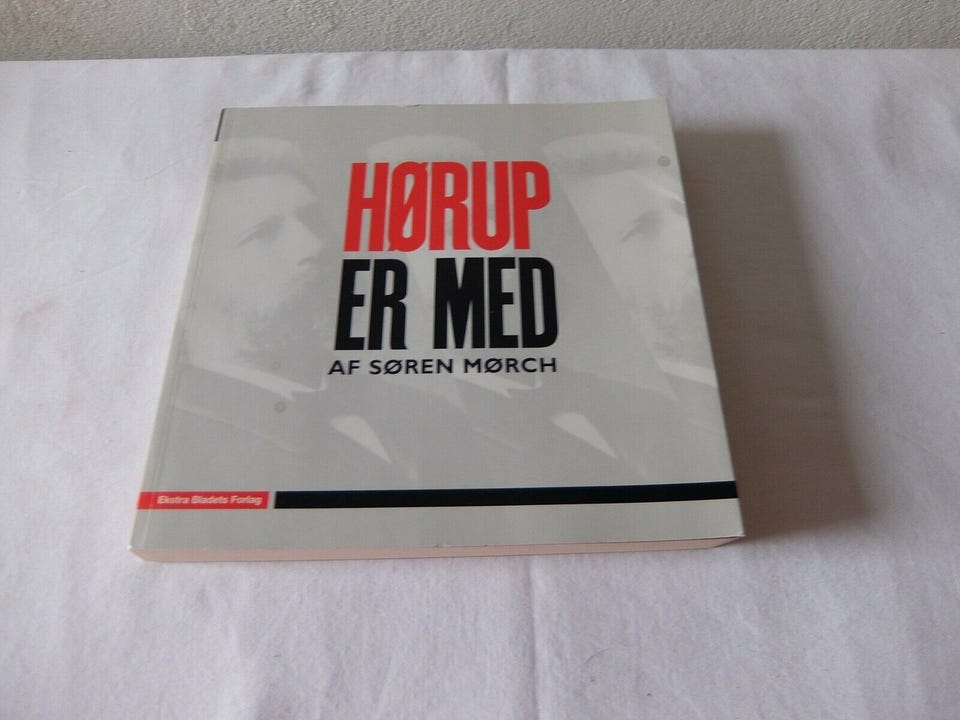 HØRUP
ER MED
AF SØREN MØRCH
Ekstra Bladets Forlag